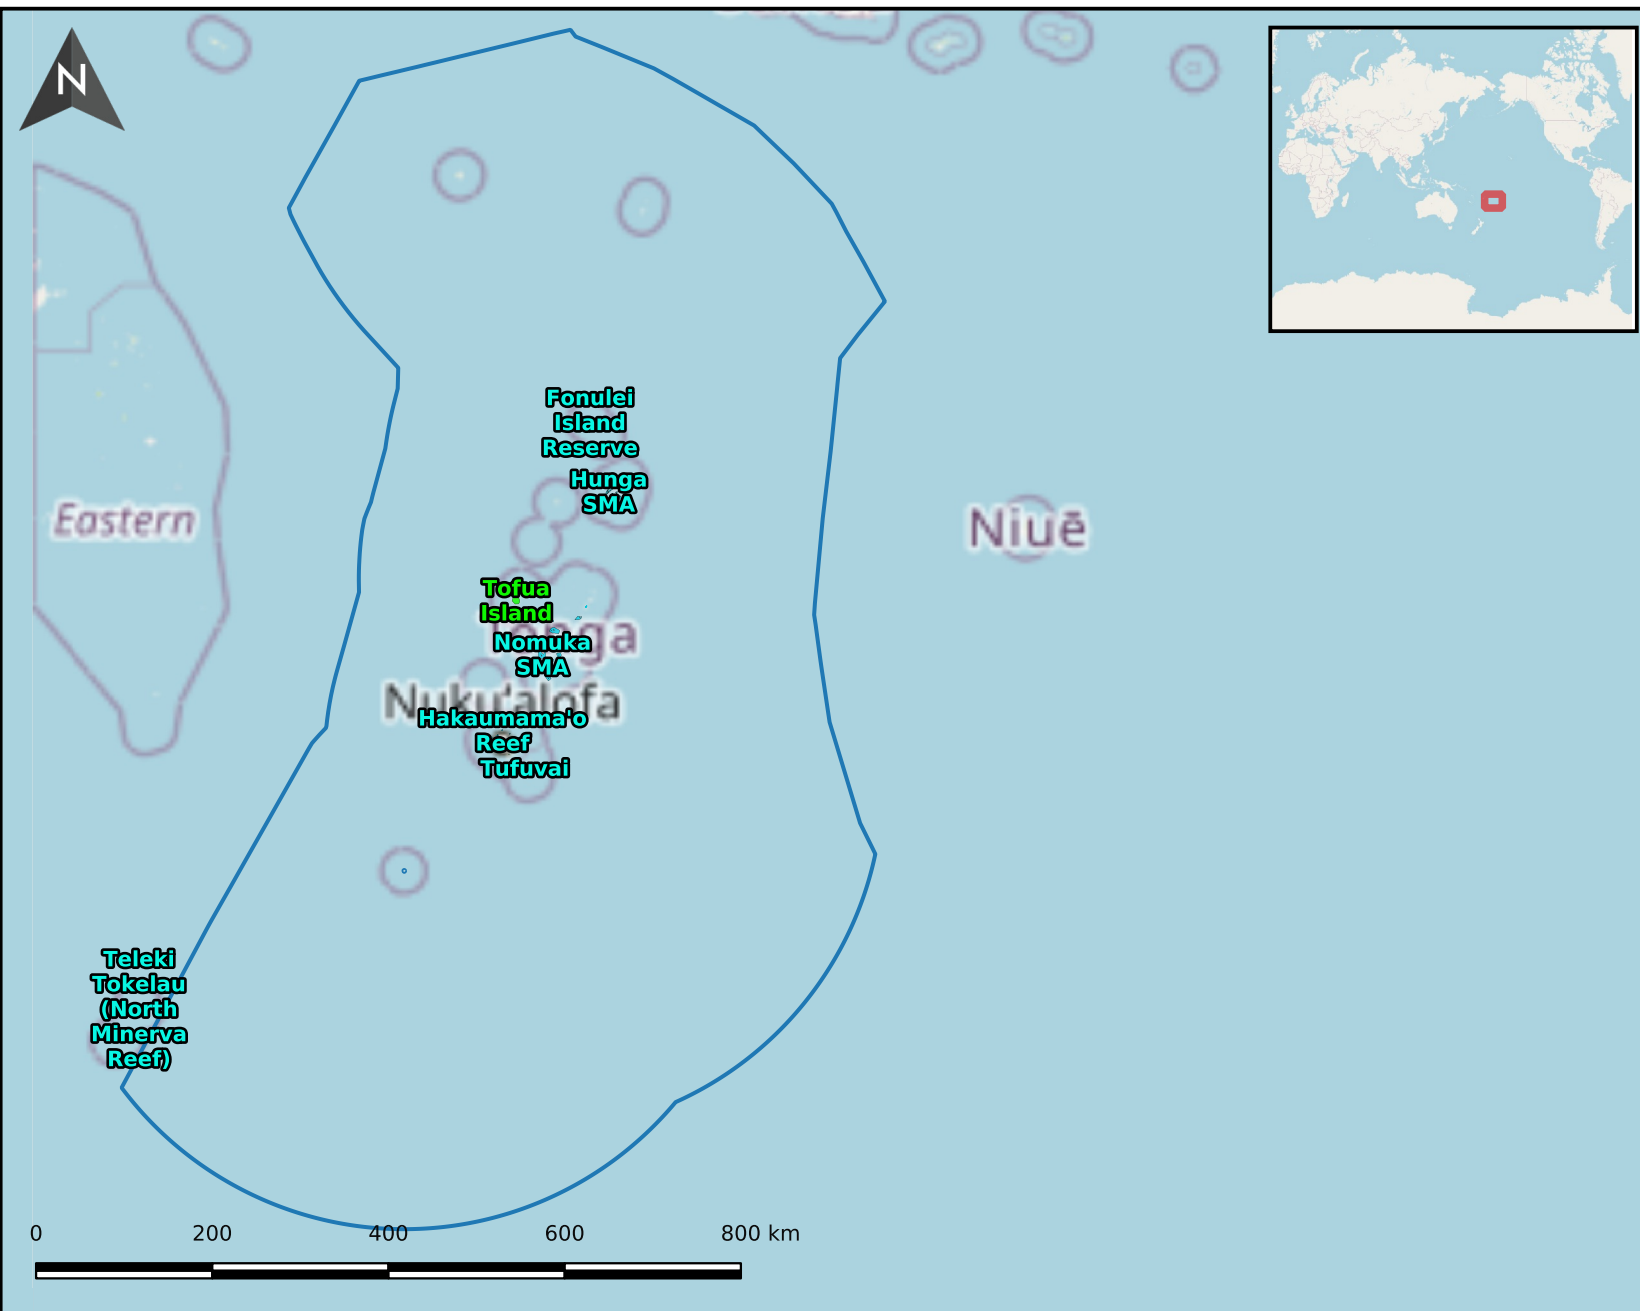 N
Fonulei
Island
Reserve
Hunga
SMA
Eastern
Niuē
Tofua
Island
Tonga
Nomuka
SMA
Nuku'alofa
Hakaumama'o
Reef
Tufuvai
Teleki
Tokelau
(North
Minerva
Reef)
0 200 400 600 800 km